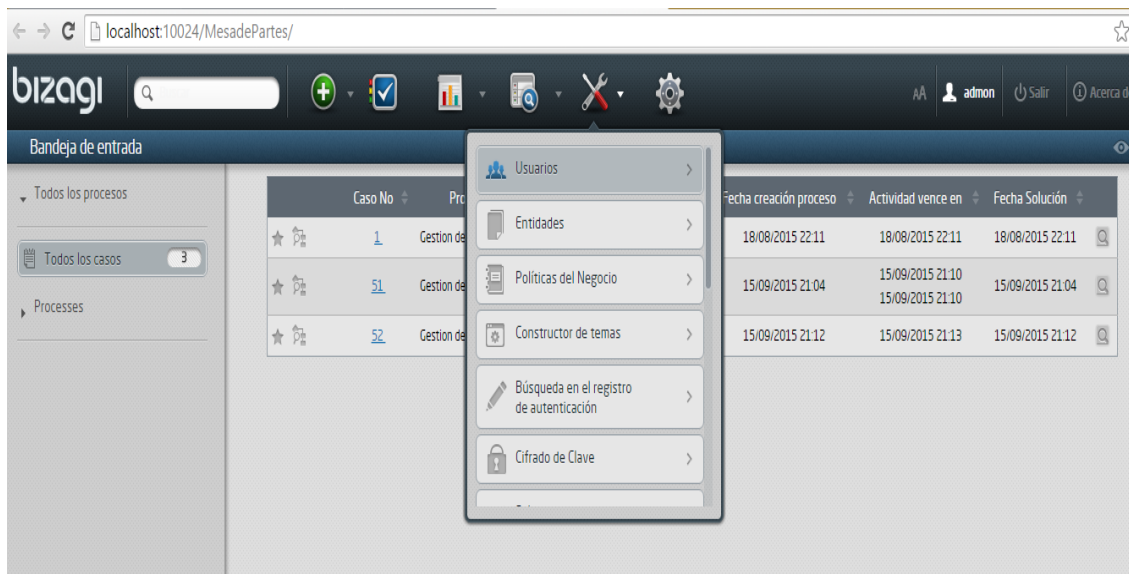 localhost:10024/MesadePartes/
bizagi
AA admon Salir Acerca d
Bandeja de entrada
Todos los procesos
Todos los casos 3
Processes
Caso No Pro Fecha creación proceso Actividad vence en Fecha Solución
1 Gestion de 18/08/2015 22:11 18/08/2015 22:11 18/08/2015 22:11
51 Gestion de 15/09/2015 21:04 15/09/2015 21:10 15/09/2015 21:04
15/09/2015 21:10
52 Gestion de 15/09/2015 21:12 15/09/2015 21:13 15/09/2015 21:12
Usuarios
Entidades
Políticas del Negocio
Constructor de temas
Búsqueda en el registro
de autenticación
Cifrado de Clave